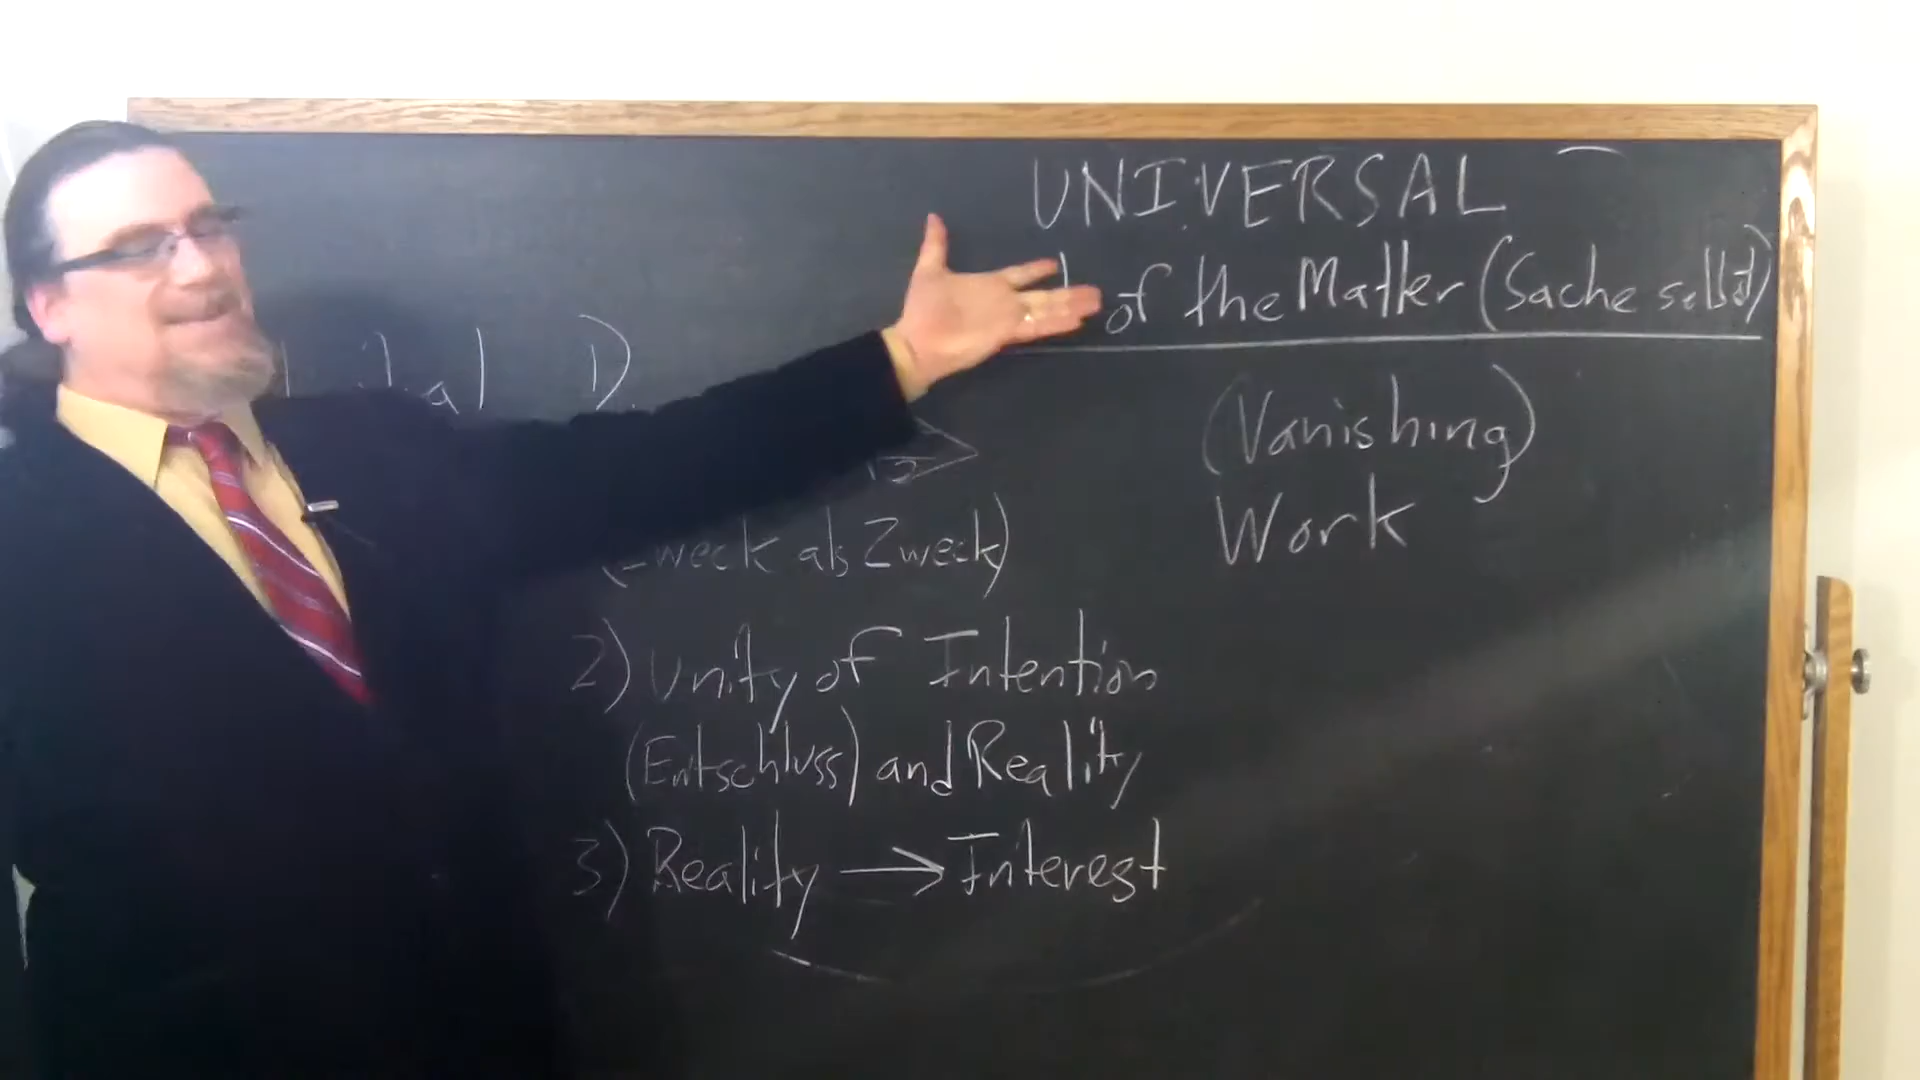 UNIVERSAL
of the Matter (Sache selbst)
(Vanishing)
Work
als Zweck)
2) Unity of Intention
(Entschluss) and Reality
3) Reality → Interest